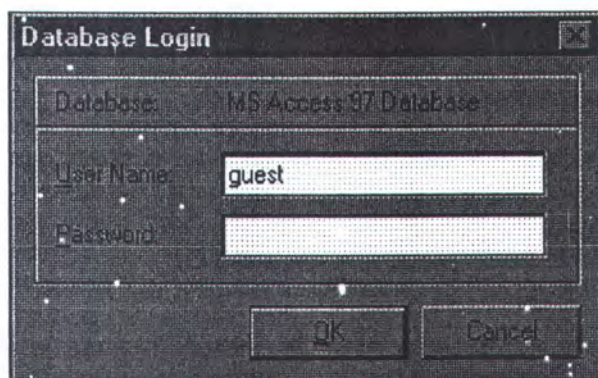 Database Login
Database: MS Access 97 Database
User Name: guest
Password:
OK Cancel